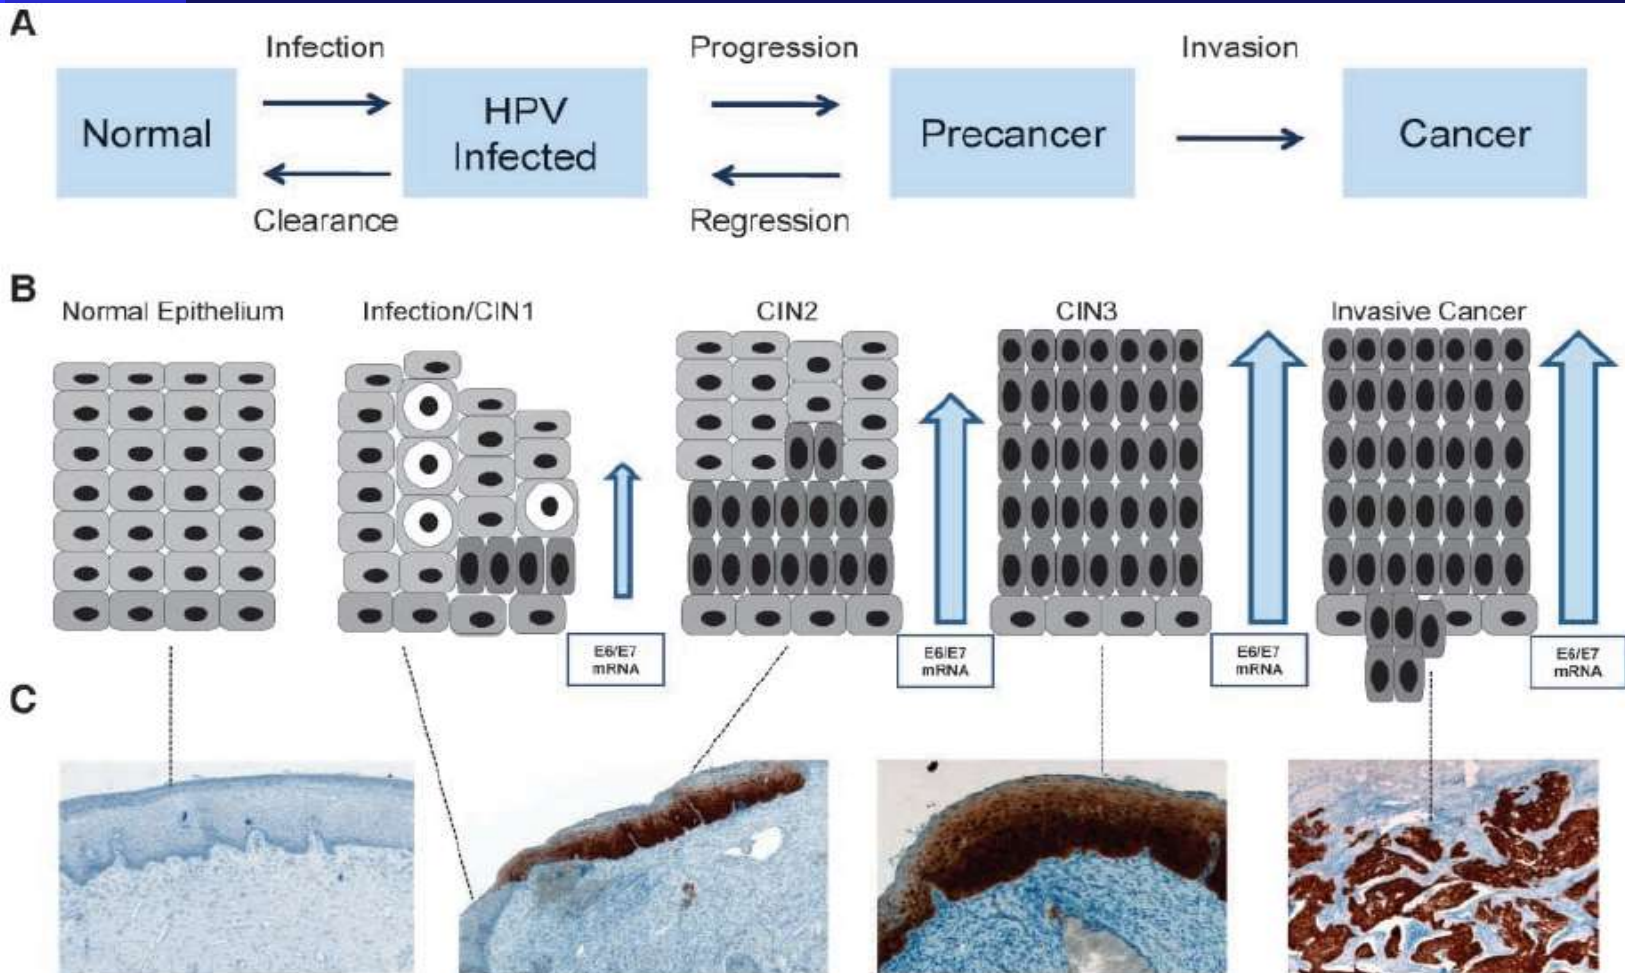 A
Infection
Progression
Invasion
Normal
HPV
Infected
Precancer
Cancer
Clearance
Regression
B
Normal Epithelium
Infection/CIN1
CIN2
CIN3
Invasive Cancer
E6/E7
mRNA
E6/E7
mRNA
E6/E7
mRNA
E6/E7
mRNA
C